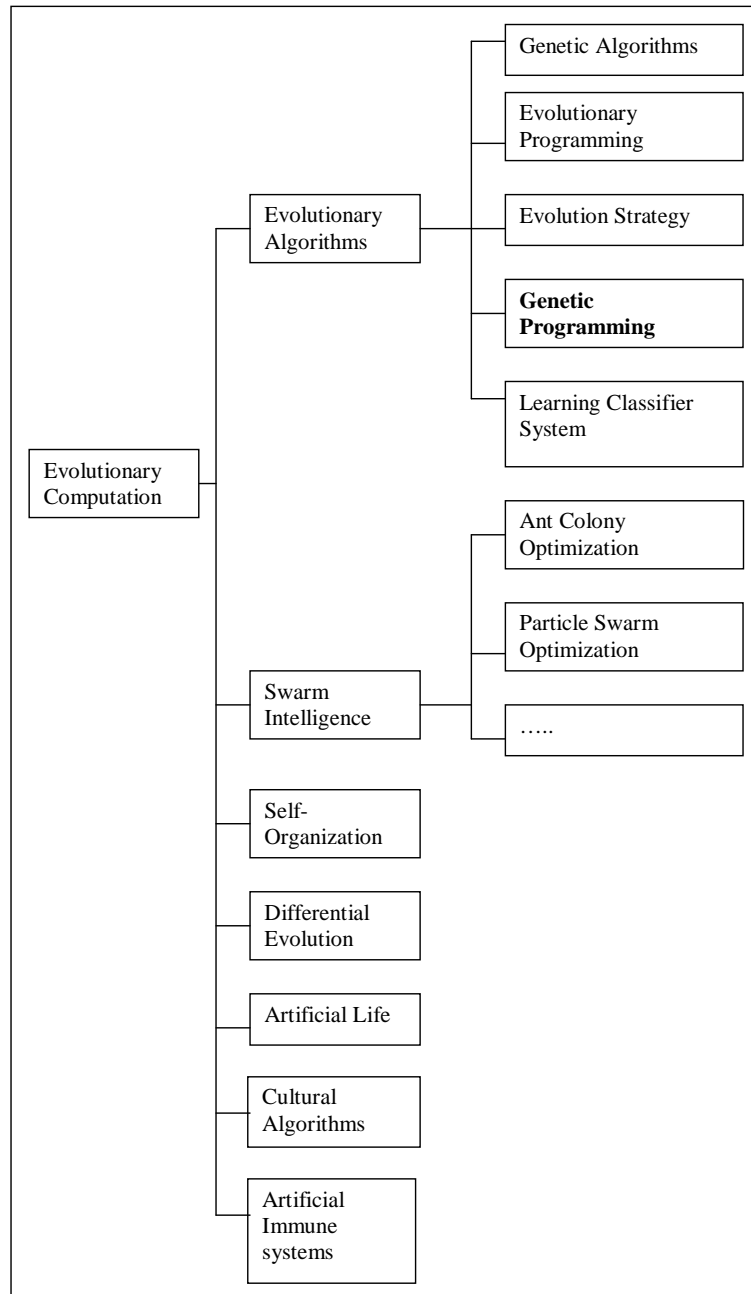 Genetic Algorithms
Evolutionary
Programming
Evolutionary
Algorithms
Evolution Strategy
Genetic
Programming
Learning Classifier
System
Evolutionary
Computation
Ant Colony
Optimization
Particle Swarm
Optimization
Swarm
Intelligence
…..
Self-
Organization
Differential
Evolution
Artificial Life
Cultural
Algorithms
Artificial
Immune
systems